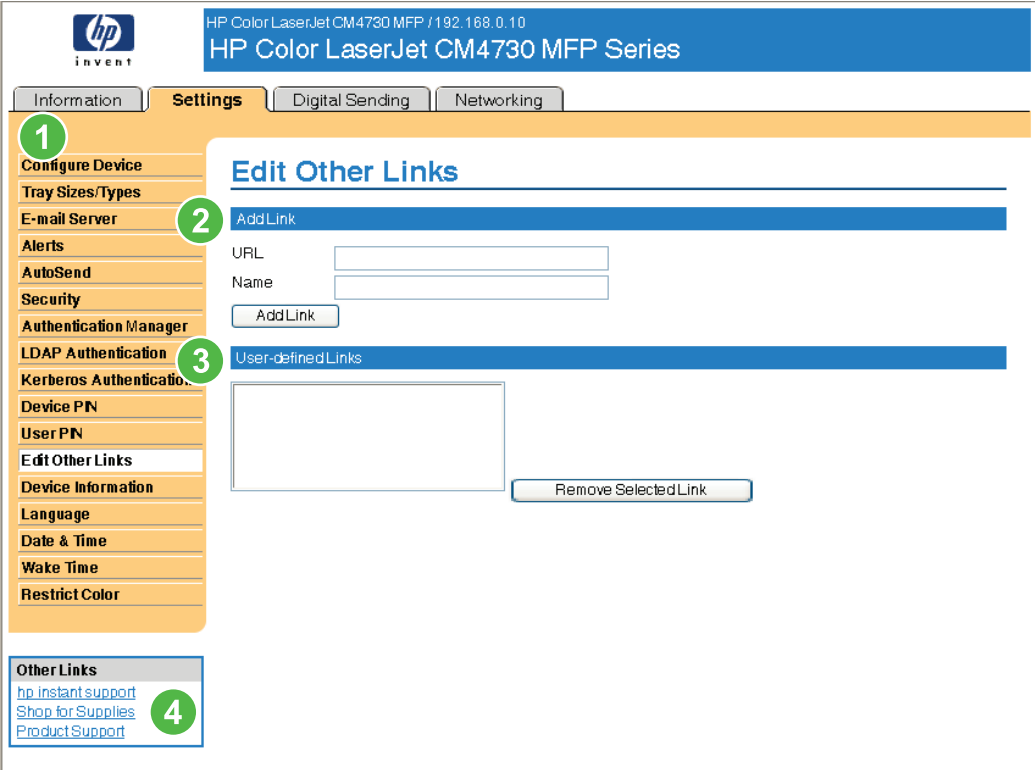 hp
invent
HP Color LaserJet CM4730 MFP / 192.168.0.10
HP Color LaserJet CM4730 MFP Series
Information
Settings
Digital Sending
Networking
1
Configure Device
Tray Sizes/Types
E-mail Server
Alerts
AutoSend
Security
Authentication Manager
LDAP Authentication
Kerberos Authentication
Device PIN
User PIN
Edit Other Links
Device Information
Language
Date & Time
Wake Time
Restrict Color
Edit Other Links
2
Add Link
URL
Name
Add Link
3
User-defined Links
Remove Selected Link
Other Links
hp instant support
Shop for Supplies
Product Support
4